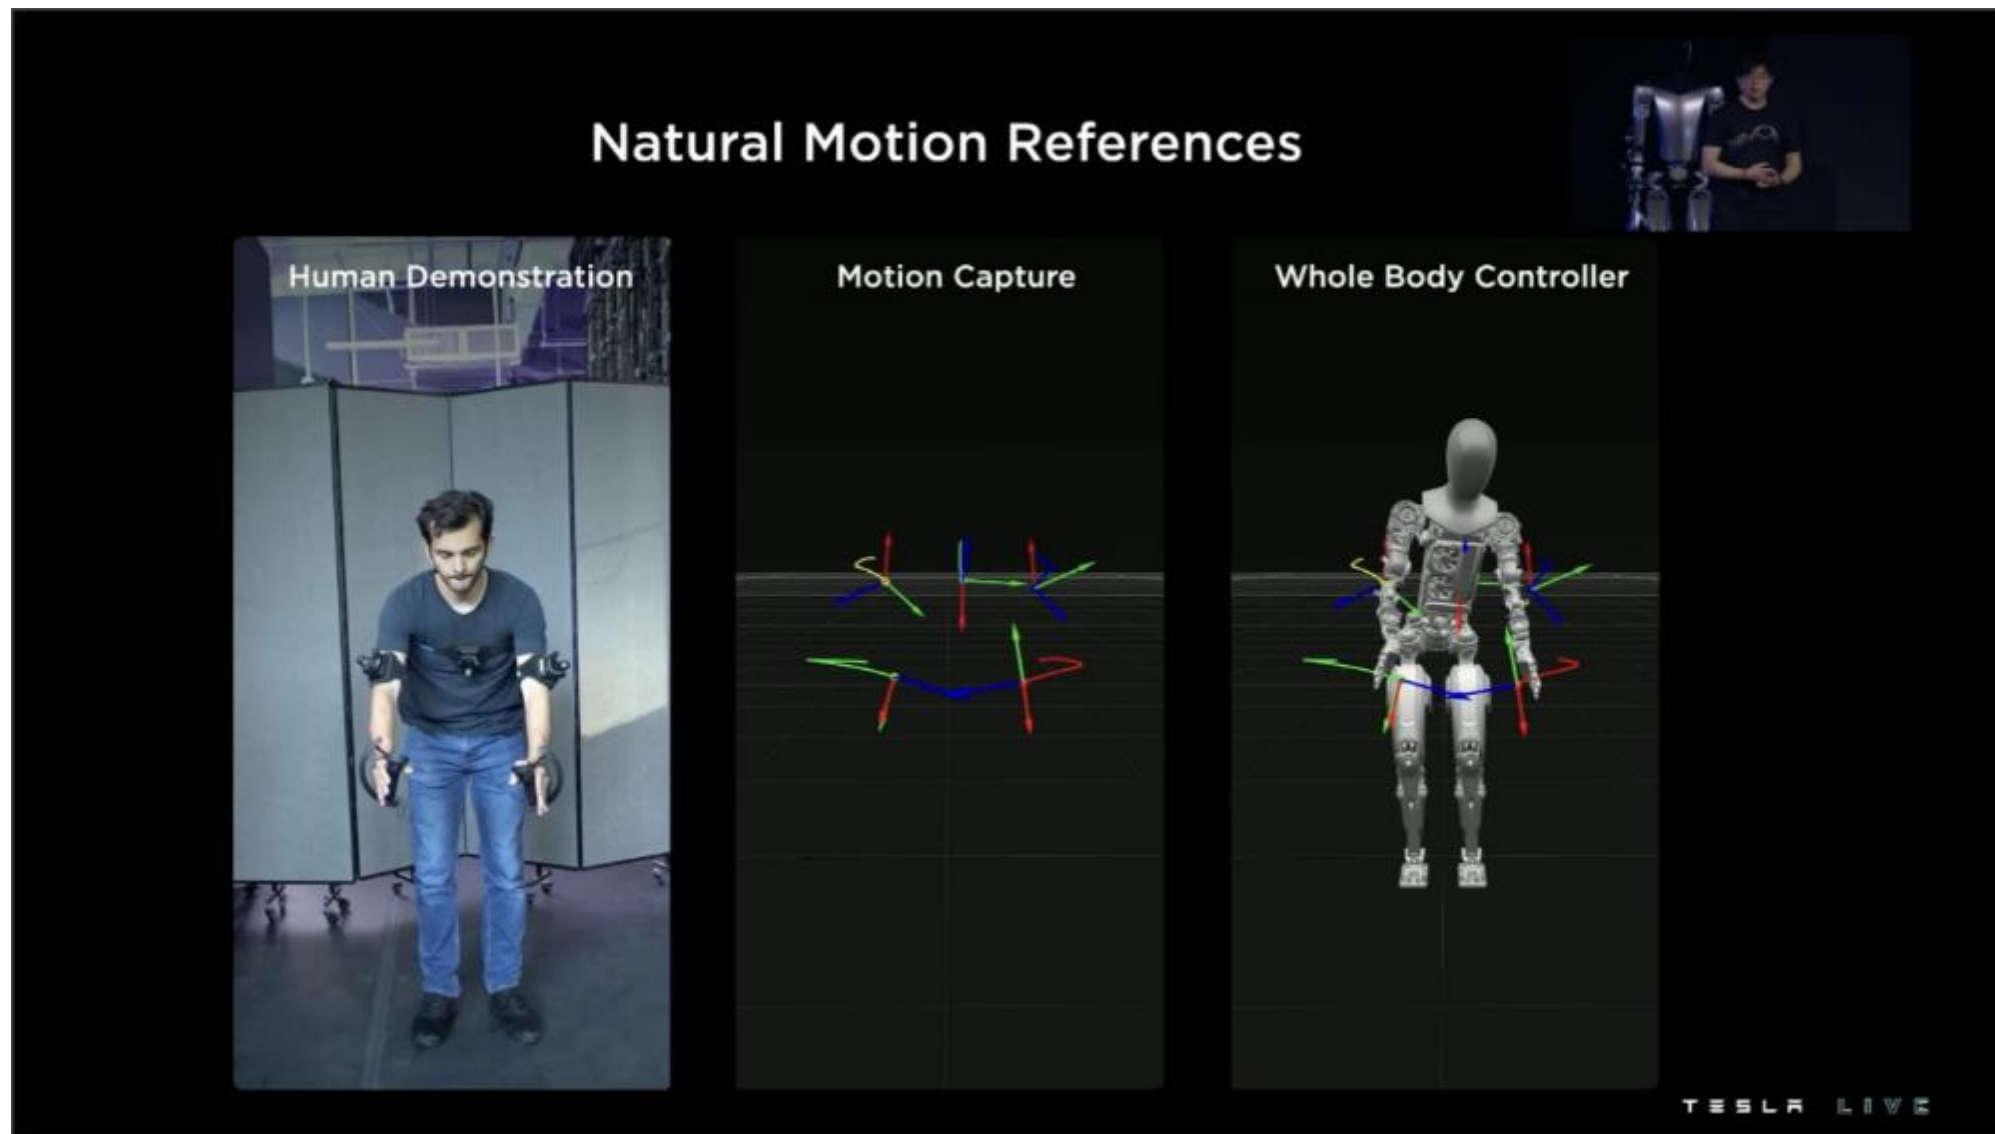 Natural Motion References
Human Demonstration
Motion Capture
Whole Body Controller
TESLA LIVE